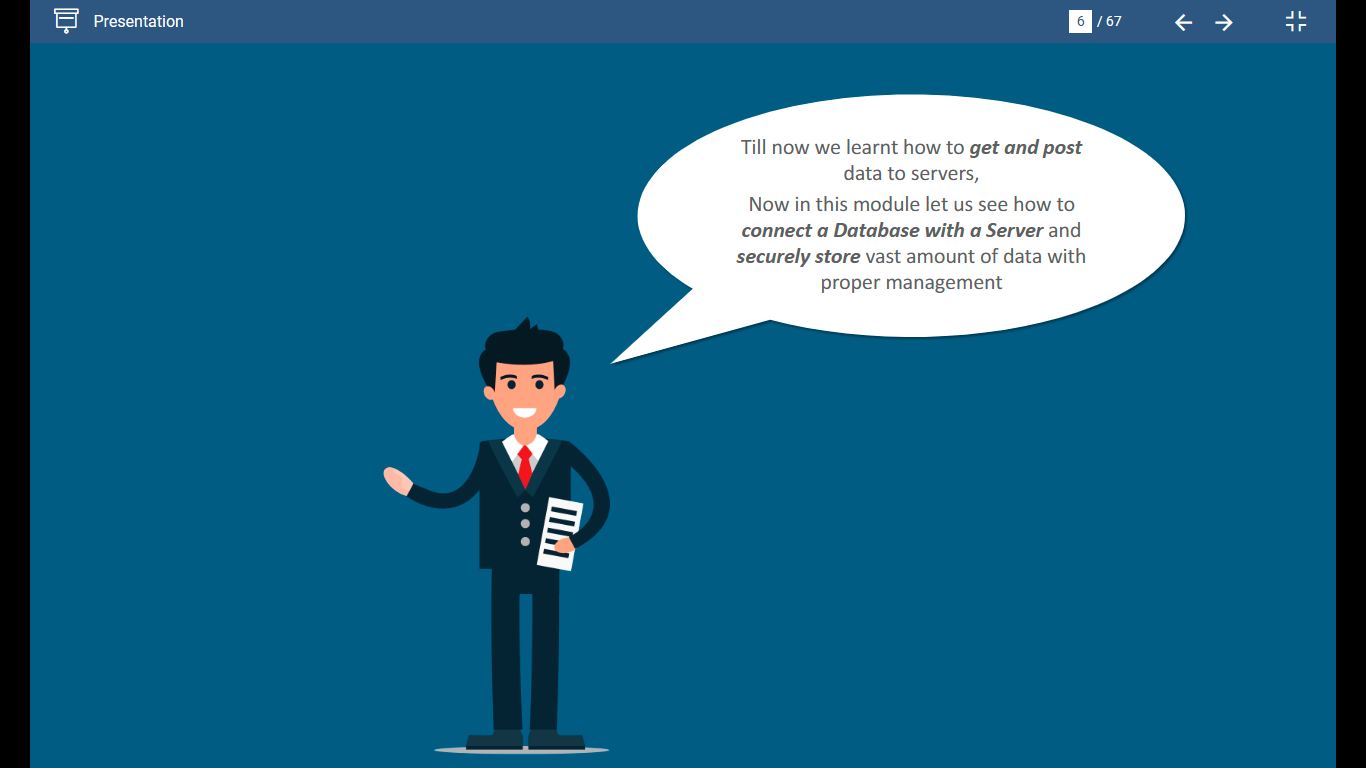 Presentation
6 / 67
Till now we learnt how to get and post
data to servers,
Now in this module let us see how to
connect a Database with a Server and
securely store vast amount of data with
proper management